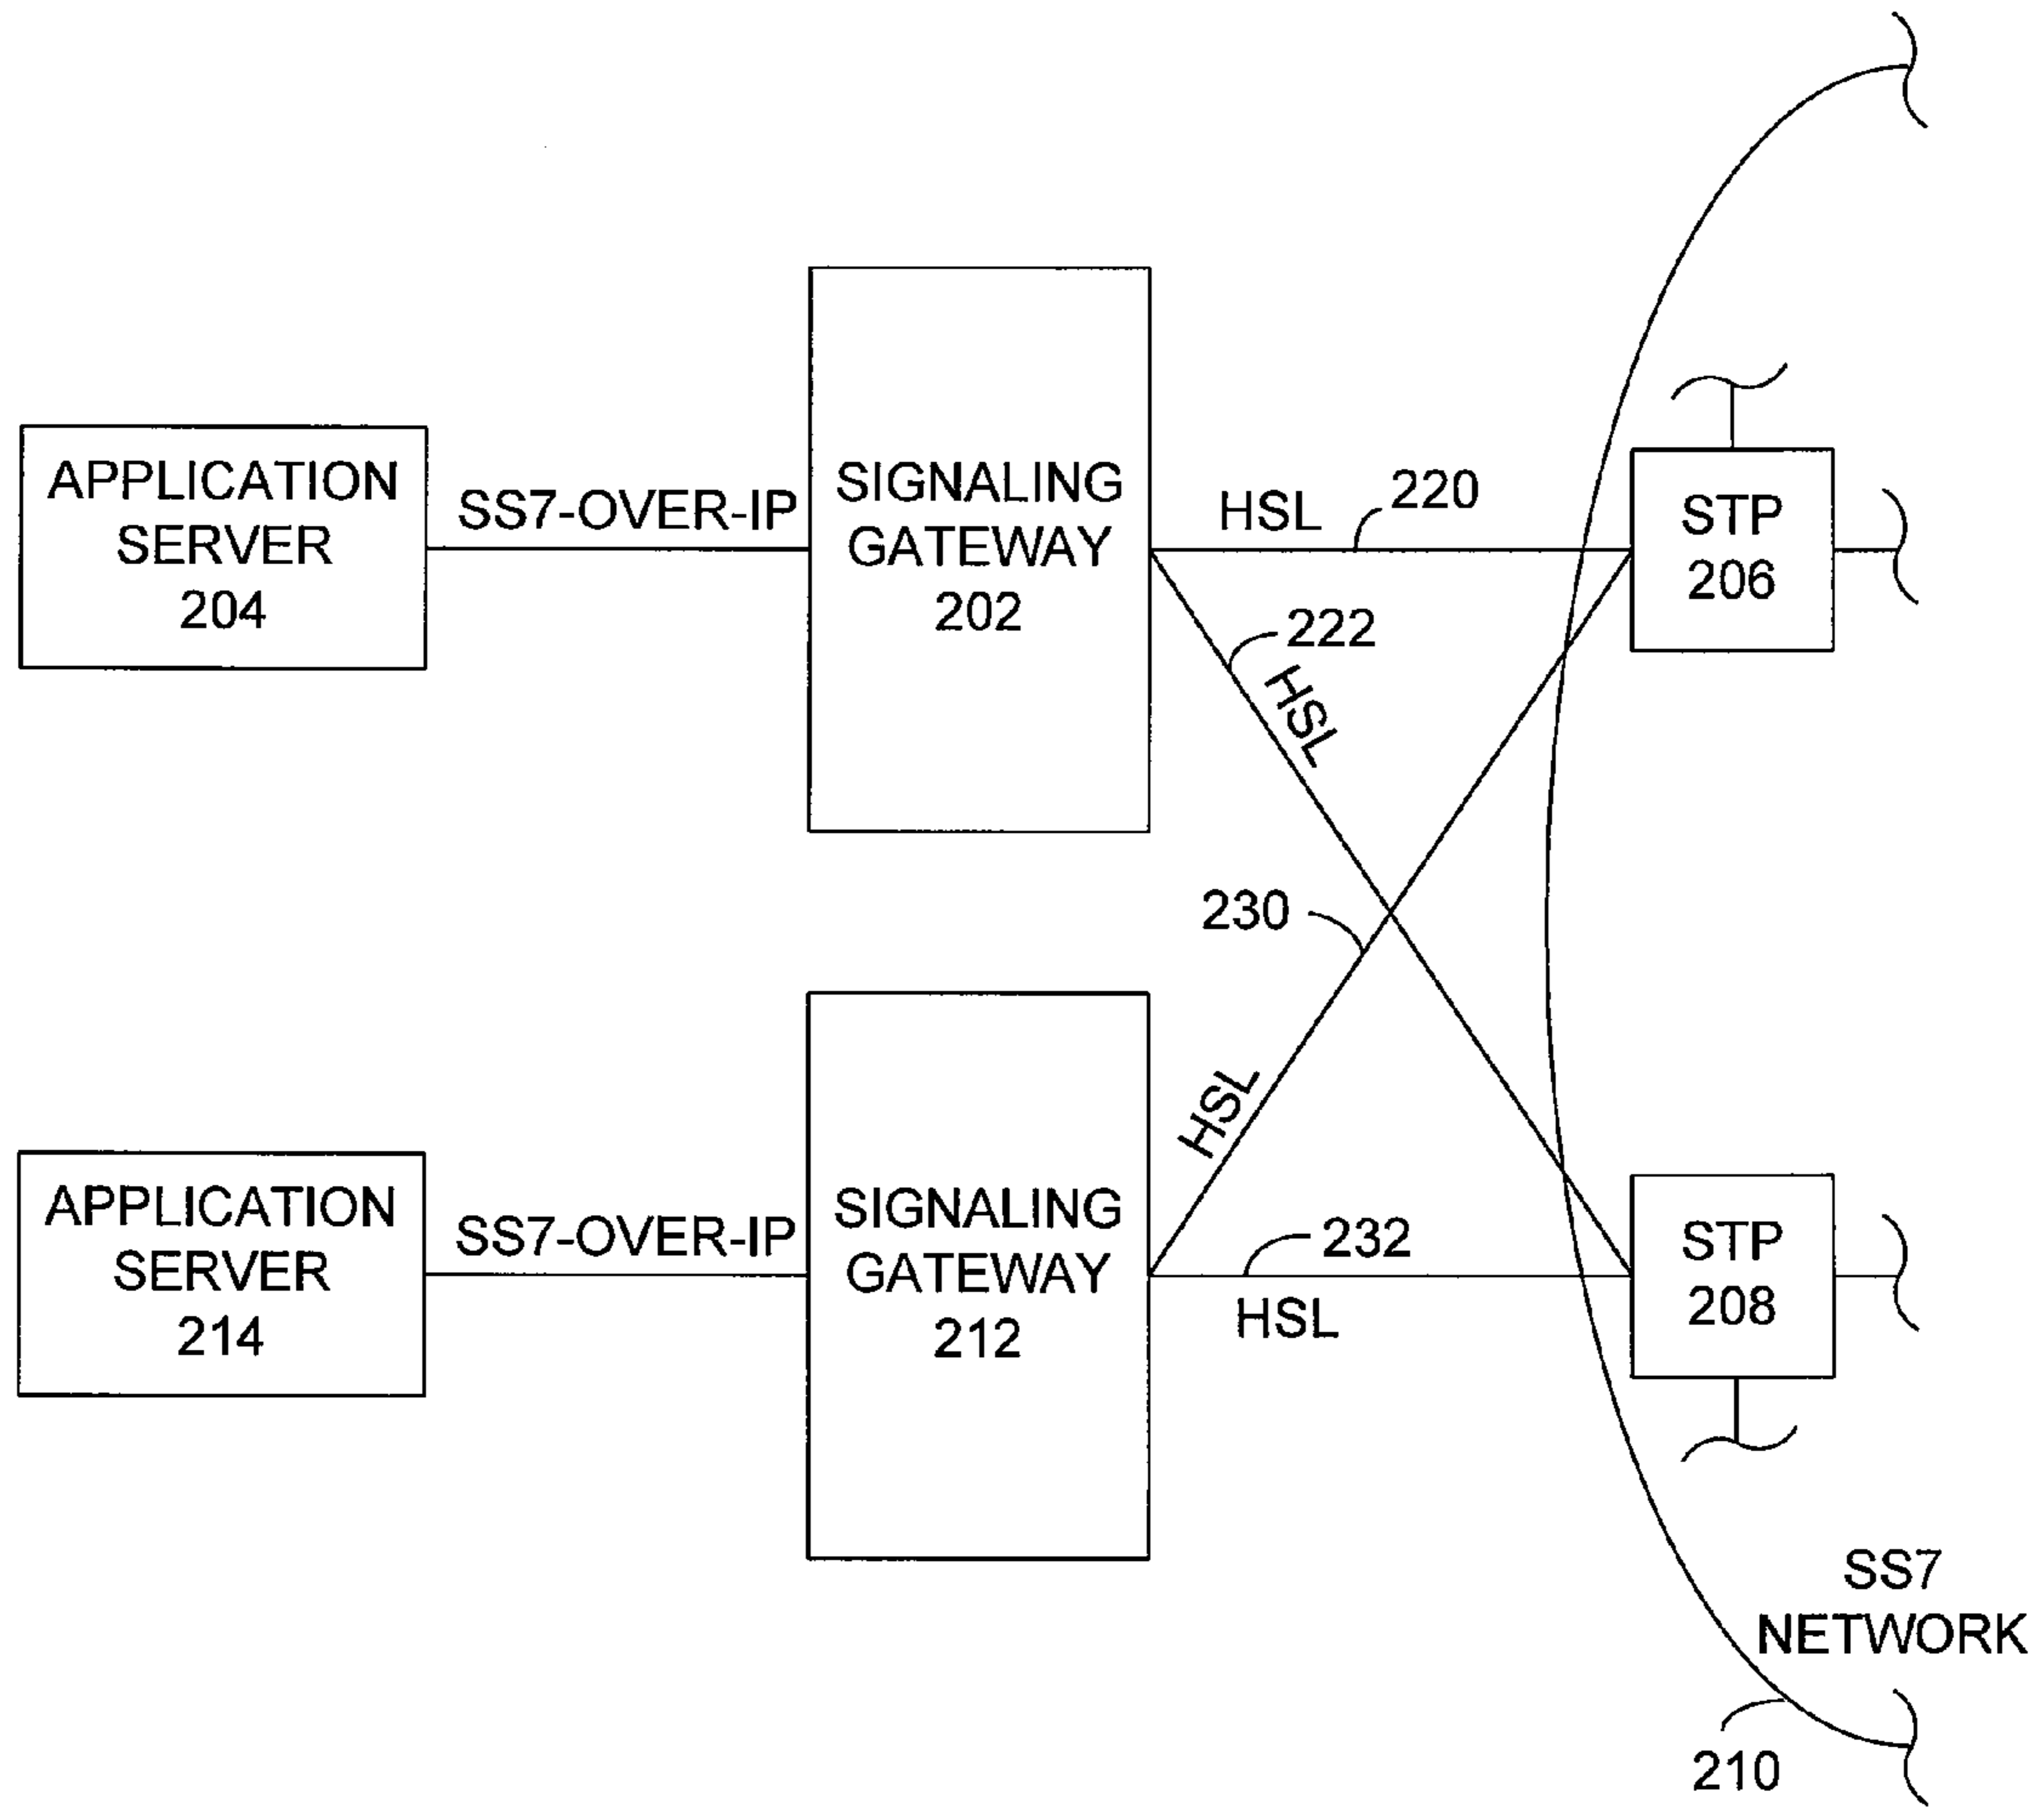 APPLICATION
SERVER
204
SS7-OVER-IP
SIGNALING
GATEWAY
202
HSL
220
STP
206
222
HSL
230
HSL
APPLICATION
SERVER
214
SS7-OVER-IP
SIGNALING
GATEWAY
212
232
HSL
STP
208
SS7
NETWORK
210